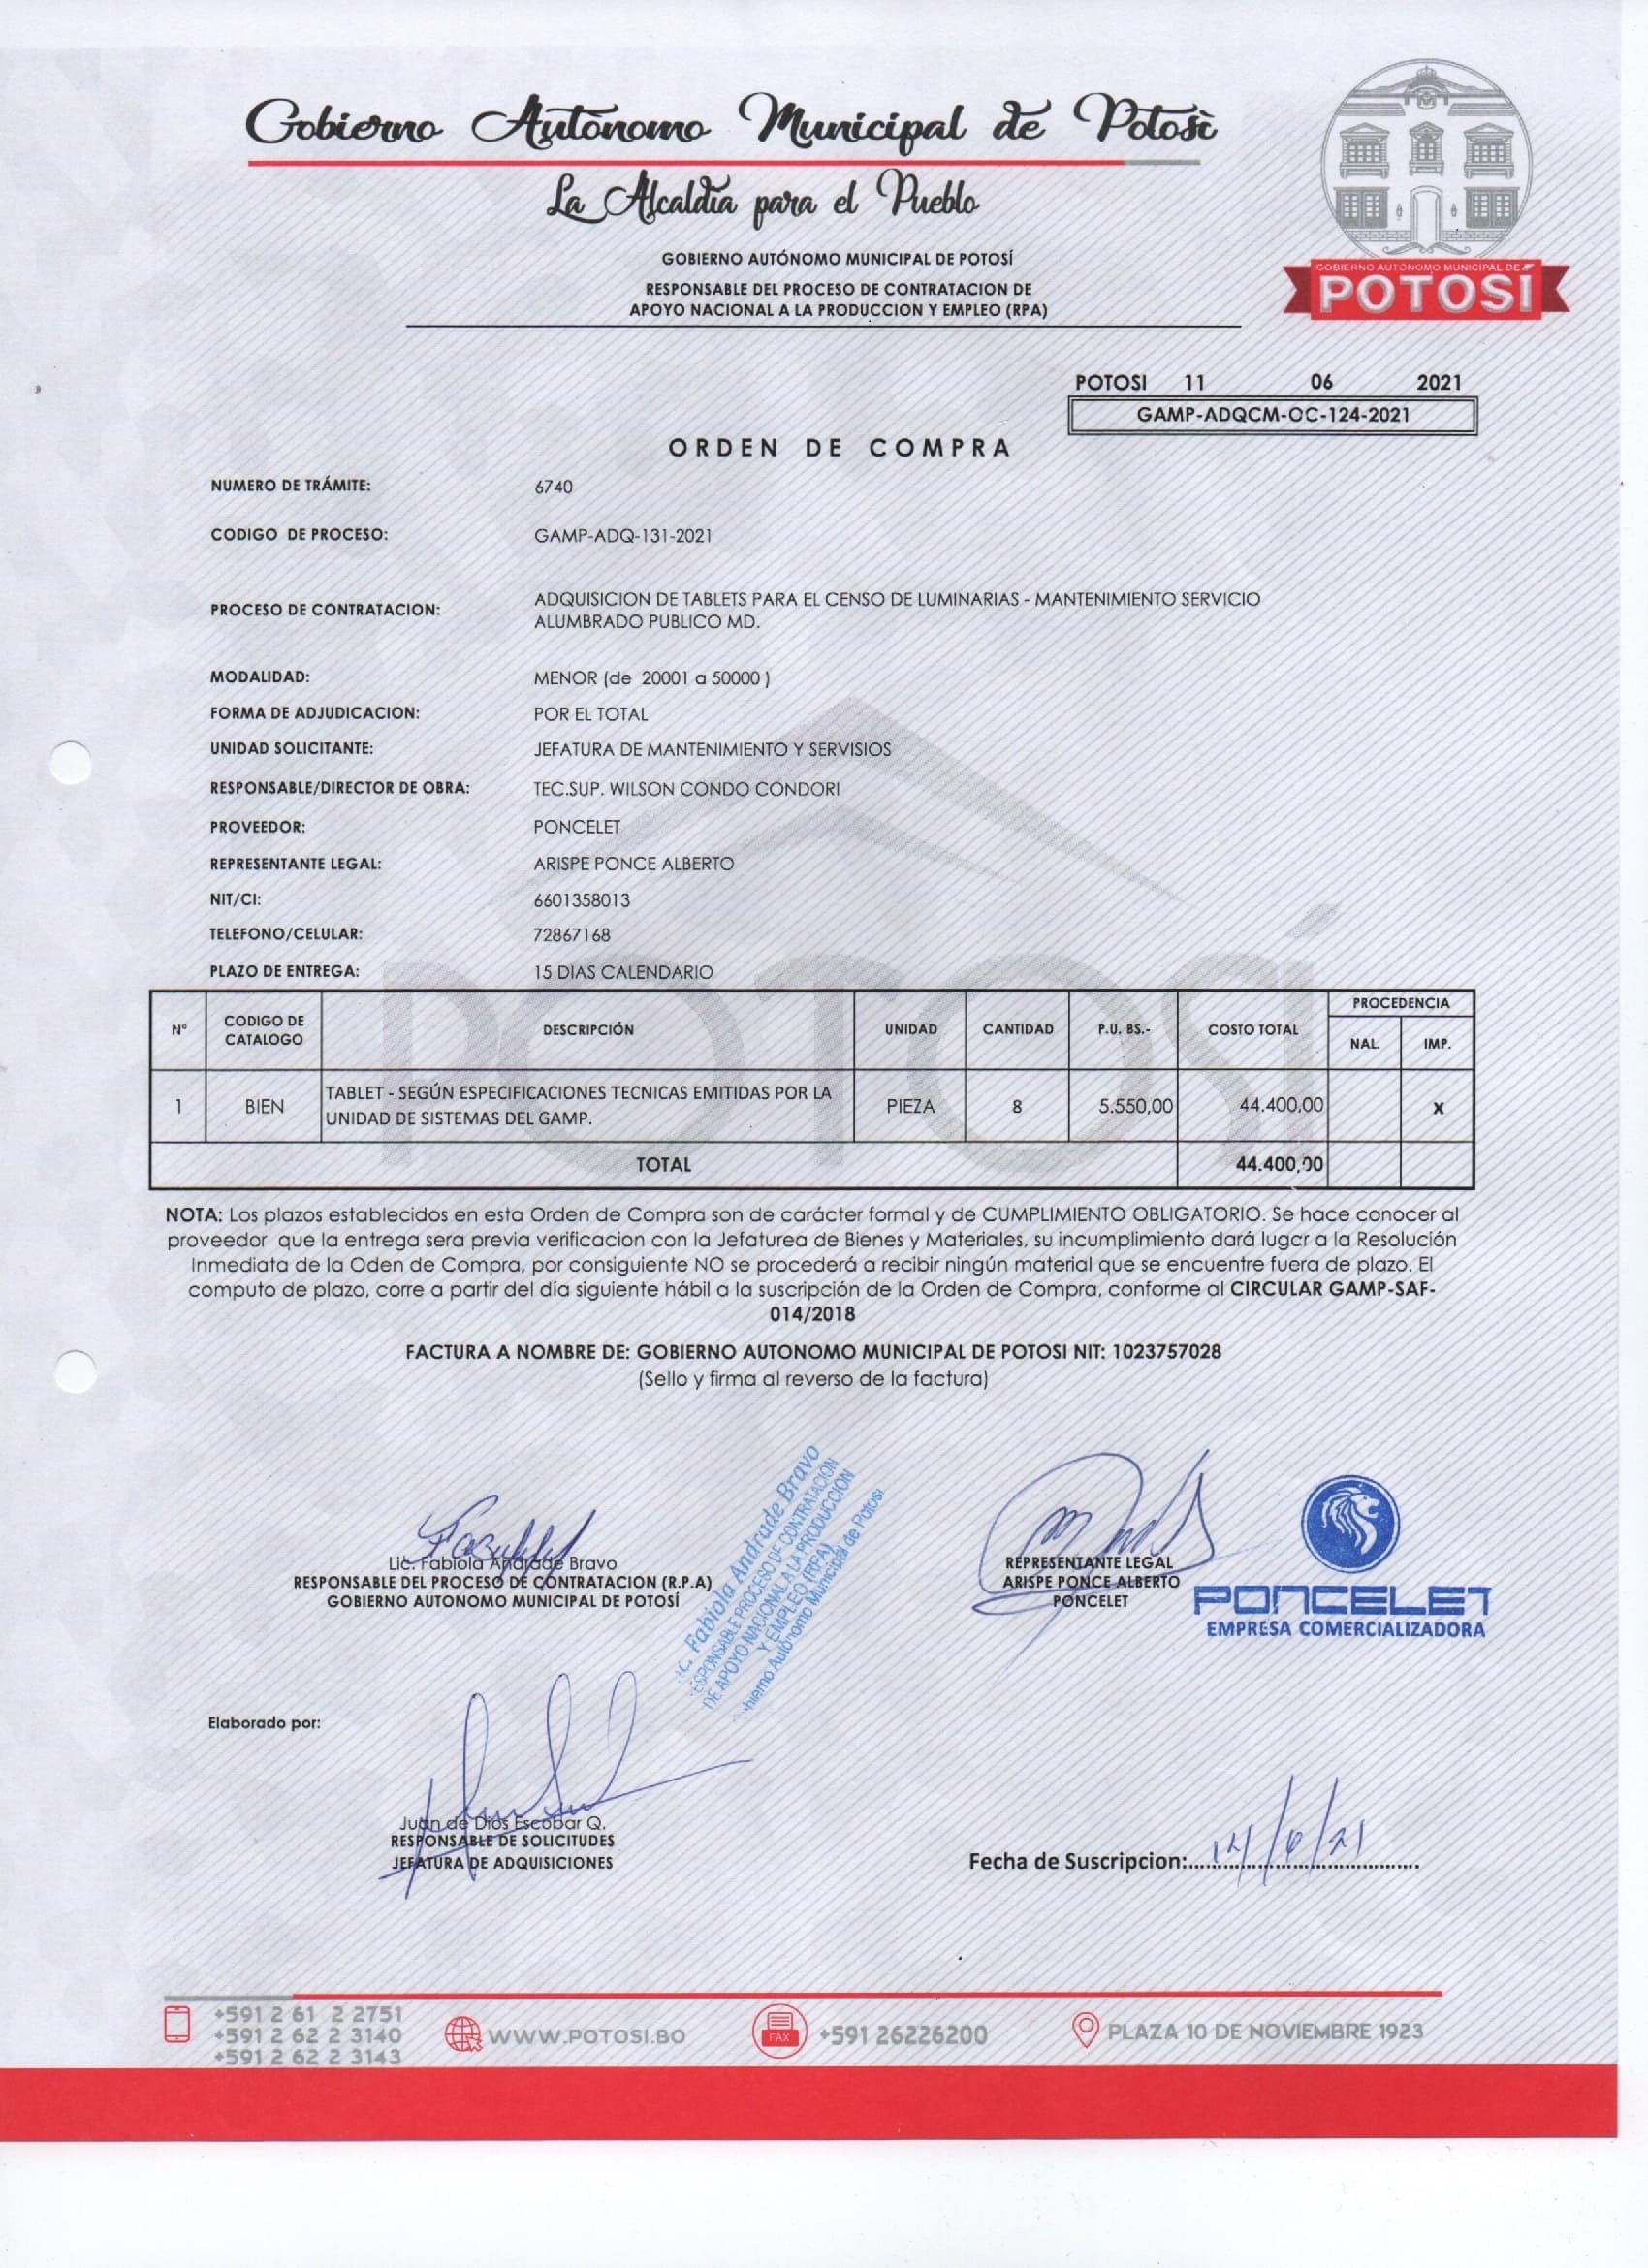 Gobierno Autònomo Municipal de Potosì
La Alcaldía para el Pueblo
GOBIERNO AUTÓNOMO MUNICIPAL DE POTOSÍ
RESPONSABLE DEL PROCESO DE CONTRATACION DE
APOYO NACIONAL A LA PRODUCCION Y EMPLEO (RPA)
GOBIERNO AUTONOMO MUNICIPAL DE
POTOSÍ
POTOSI 11 06 2021
GAMP-ADQCM-OC-124-2021
ORDEN DE COMPRA
NUMERO DE TRÁMITE: 6740
CODIGO DE PROCESO: GAMP-ADQ-131-2021
PROCESO DE CONTRATACION: ADQUISICION DE TABLETS PARA EL CENSO DE LUMINARIAS - MANTENIMIENTO SERVICIO
ALUMBRADO PUBLICO MD.
MODALIDAD: MENOR (de 20001 a 50000 )
FORMA DE ADJUDICACION: POR EL TOTAL
UNIDAD SOLICITANTE: JEFATURA DE MANTENIMIENTO Y SERVISIOS
RESPONSABLE/DIRECTOR DE OBRA: TEC.SUP. WILSON CONDO CONDORI
PROVEEDOR: PONCELET
REPRESENTANTE LEGAL: ARISPE PONCE ALBERTO
NIT/CI: 6601358013
TELEFONO/CELULAR: 72867168
PLAZO DE ENTREGA: 15 DIAS CALENDARIO
POTOSÍ
N° CODIGO DE CATALOGO DESCRIPCIÓN UNIDAD CANTIDAD P.U. BS.- COSTO TOTAL PROCEDENCIA
NAL. IMP.
1 BIEN TABLET - SEGÚN ESPECIFICACIONES TECNICAS EMITIDAS POR LA
UNIDAD DE SISTEMAS DEL GAMP. PIEZA 8 5.550,00 44.400,00 X
TOTAL 44.400,00
NOTA: Los plazos establecidos en esta Orden de Compra son de carácter formal y de CUMPLIMIENTO OBLIGATORIO. Se hace conocer al
proveedor que la entrega sera previa verificacion con la Jefaturea de Bienes y Materiales, su incumplimiento dará lugar a la Resolución
Inmediata de la Oden de Compra, por consiguiente NO se procederá a recibir ningún material que se encuentre fuera de plazo. El
computo de plazo, corre a partir del día siguiente hábil a la suscripción de la Orden de Compra, conforme al CIRCULAR GAMP-SAF-
014/2018
FACTURA A NOMBRE DE: GOBIERNO AUTONOMO MUNICIPAL DE POTOSI NIT: 1023757028
(Sello y firma al reverso de la factura)
Lic. Fabiola Andrade Bravo
RESPONSABLE DEL PROCESO DE CONTRATACION (R.P.A)
GOBIERNO AUTONOMO MUNICIPAL DE POTOSÍ
Fabiola Andrade Bravo
RESPONSABLE PROCESO DE CONTRATACIÓN
DE APOYO NACIONAL A LA PRODUCCION
Y EMPLEO (RPA)
Autónomo Municipal de Potosí
REPRESENTANTE LEGAL
ARISPE PONCE ALBERTO
PONCELET
PONCELET
EMPRESA COMERCIALIZADORA
Elaborado por:
Juan de Dios Escobar Q.
RESPONSABLE DE SOLICITUDES
JEFATURA DE ADQUISICIONES
Fecha de Suscripcion: 14/6/21
+591 2 61 2 2751
+591 2 62 2 3140
+591 2 62 2 3143
WWW.POTOSI.BO
FAX
+591 26226200
PLAZA 10 DE NOVIEMBRE 1923